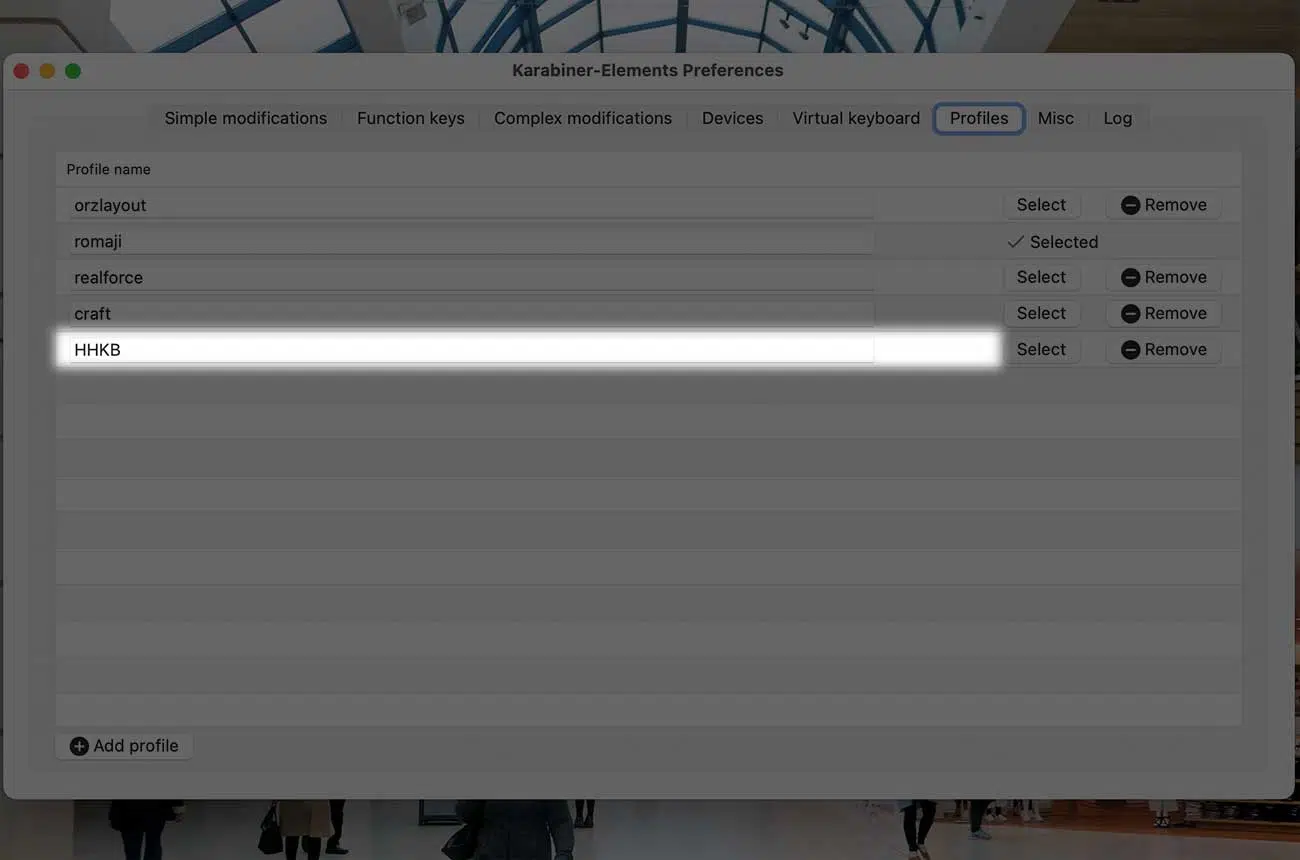 Karabiner-Elements Preferences
Simple modifications Function keys Complex modifications Devices Virtual keyboard Profiles Misc Log
Profile name
orzlayout Select Remove
romaji Selected
realforce Select Remove
craft Select Remove
HHKB Select Remove
Add profile